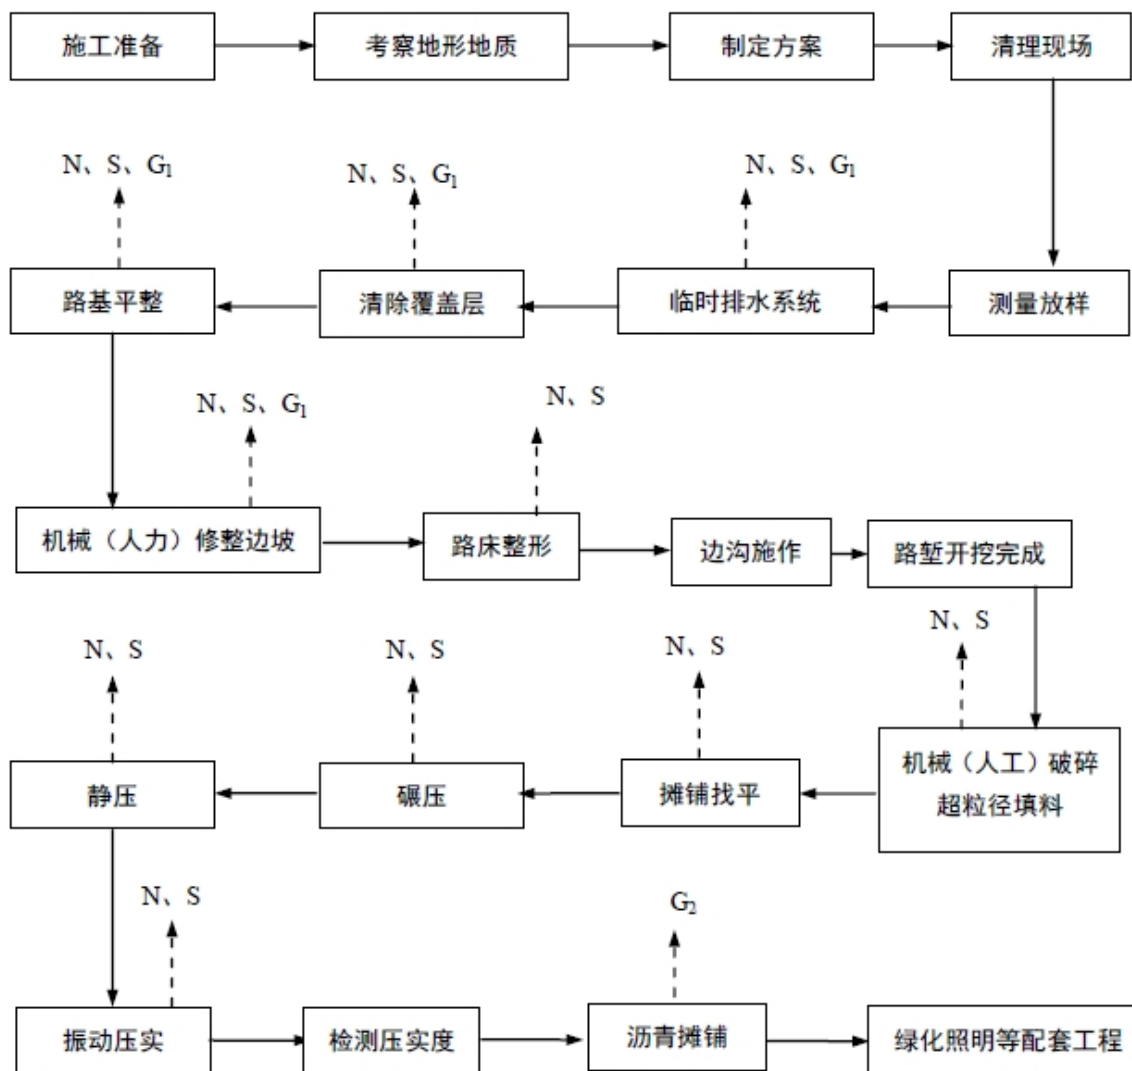 施工准备
考察地形地质
制定方案
清理现场
N、S、G₁
N、S、G₁
N、S、G₁
路基平整
清除覆盖层
临时排水系统
测量放样
N、S、G₁
N、S
机械（人力）修整边坡
路床整形
边沟施作
路堑开挖完成
N、S
N、S
N、S
N、S
静压
碾压
摊铺找平
机械（人工）破碎
超粒径填料
N、S
G₂
振动压实
检测压实度
沥青摊铺
绿化照明等配套工程